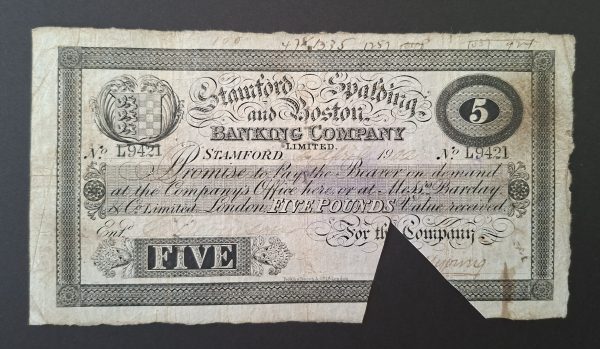 Stamford Spalding
and Boston
BANKING COMPANY
LIMITED.
5
No L9421 STAMFORD 19 No L9421
Promise to Pay the Bearer on demand
at the Company's Office here, or at Messrs Barclay
& Co. Limited, London, FIVE POUNDS Value received.
Entd For the Company
FIVE